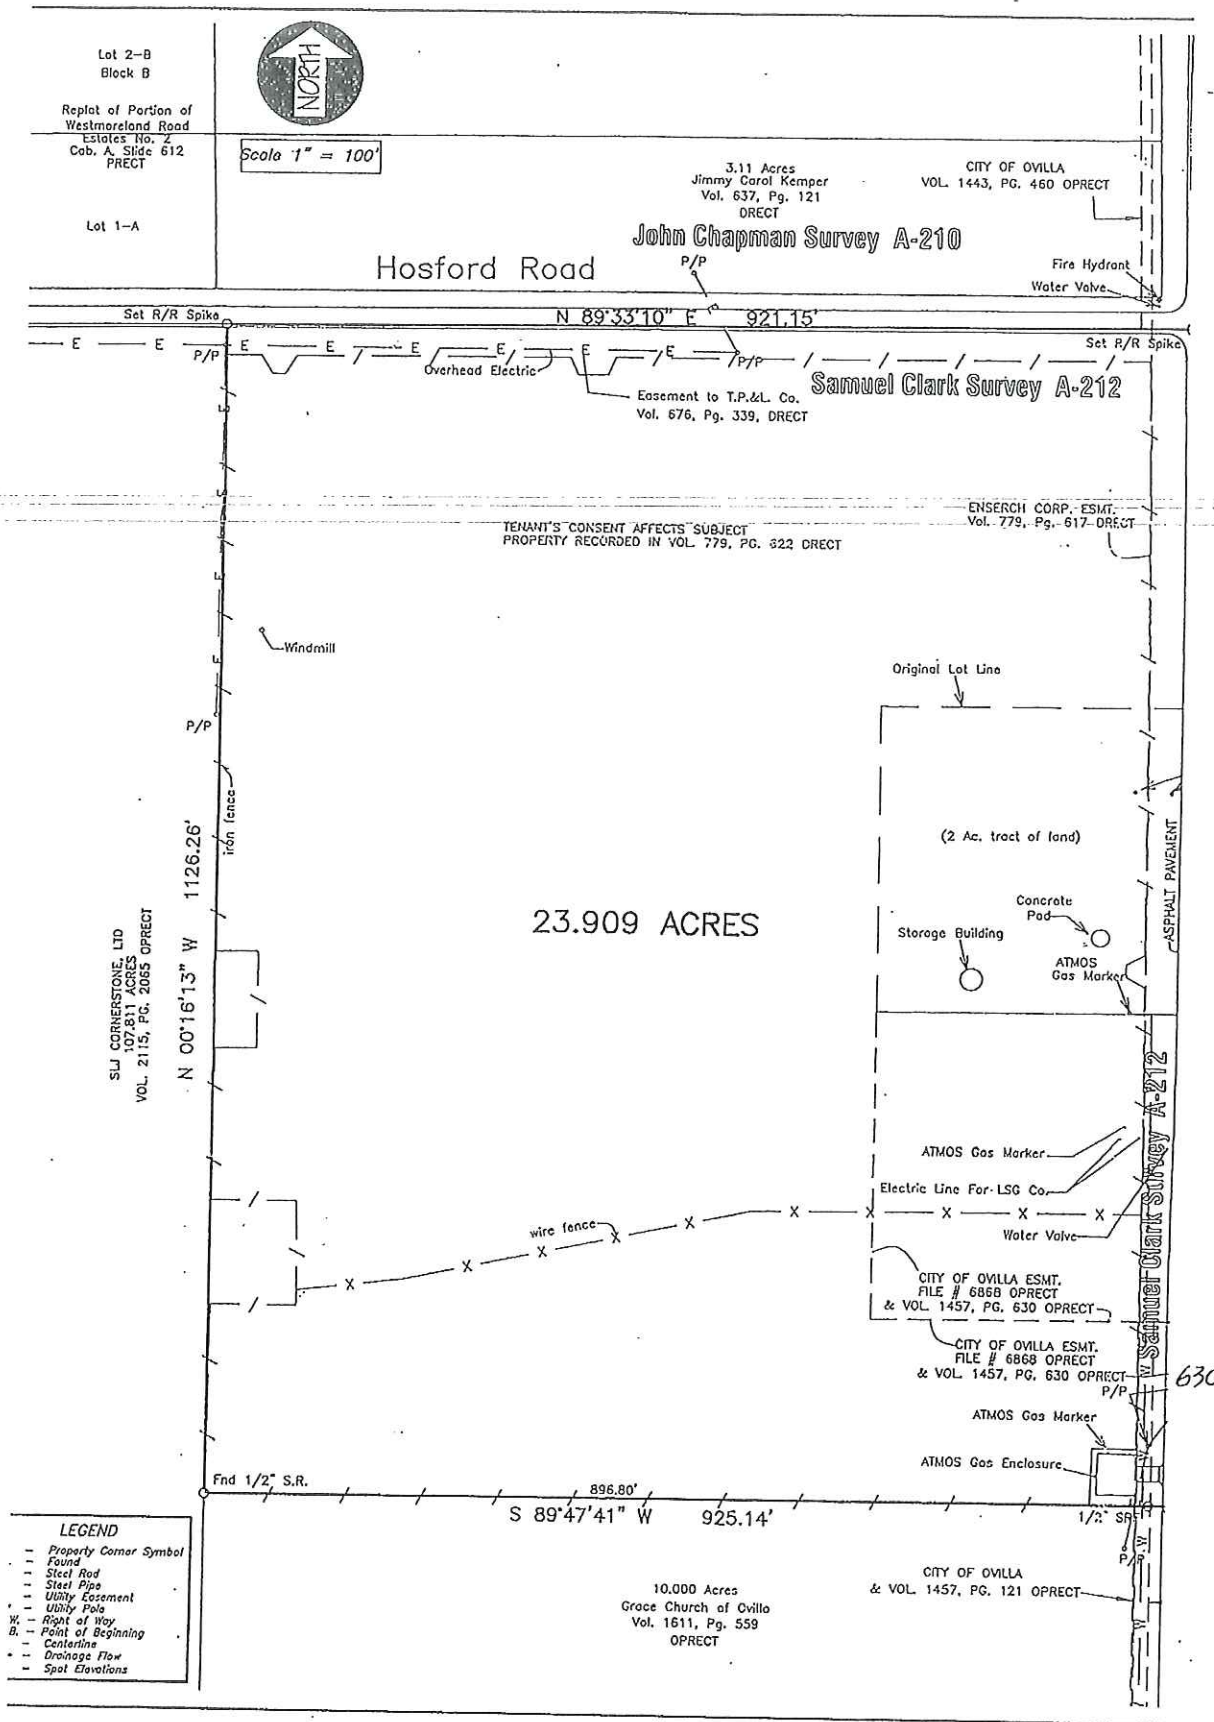 Lot 2-B
Block B
Replat of Portion of
Westmoreland Road
Estates No. 2
Cab. A, Slide 612
PRECT
Lot 1-A
NORTH
Scale 1" = 100'
3.11 Acres
Jimmy Carol Kemper
Vol. 637, Pg. 121
DRECT
CITY OF OVILLA
VOL. 1443, PG. 460 OPRECT
John Chapman Survey A-210
Hosford Road
P/P
Fire Hydrant
Water Valve
Set R/R Spike
N 89°33'10" E 921.15'
Set R/R Spike
E E E E E E E
P/P
Overhead Electric
P/P
Samuel Clark Survey A-212
Easement to T.P.&L. Co.
Vol. 676, Pg. 339, DRECT
E
E
ENSERCH CORP. ESMT.
Vol. 779, Pg. 617 DRECT
TENANT'S CONSENT AFFECTS SUBJECT
PROPERTY RECORDED IN VOL. 779, PG. 622 DRECT
E
E
E
Windmill
Original Lot Line
P/P
iron fence
(2 Ac. tract of land)
ASPHALT PAVEMENT
N 00°16'13" W 1126.26'
SLJ CORNERSTONE, LTD
107.811 ACRES
VOL. 2115, PG. 2065 OPRECT
23.909 ACRES
Concrete
Pad
Storage Building
ATMOS
Gas Marker
Samuel Clark Survey A-212
ATMOS Gas Marker
Electric Line For LSG Co.
wire fence
X X X X X X X X X X
Water Valve
CITY OF OVILLA ESMT.
FILE # 6868 OPRECT
& VOL. 1457, PG. 630 OPRECT
CITY OF OVILLA ESMT.
FILE # 6868 OPRECT
& VOL. 1457, PG. 630 OPRECT
630
P/P
W
ATMOS Gas Marker
ATMOS Gas Enclosure
W
Fnd 1/2" S.R.
896.80'
S 89°47'41" W 925.14'
1/2" SR
P/P
W
LEGEND
- Property Corner Symbol
- Found
- Steel Rod
- Steel Pipe
- Utility Easement
- Utility Pole
W. - Right of Way
B. - Point of Beginning
- Centerline
- Drainage Flow
- Spot Elevations
10.000 Acres
Grace Church of Ovilla
Vol. 1611, Pg. 559
OPRECT
CITY OF OVILLA
& VOL. 1457, PG. 121 OPRECT
W
W